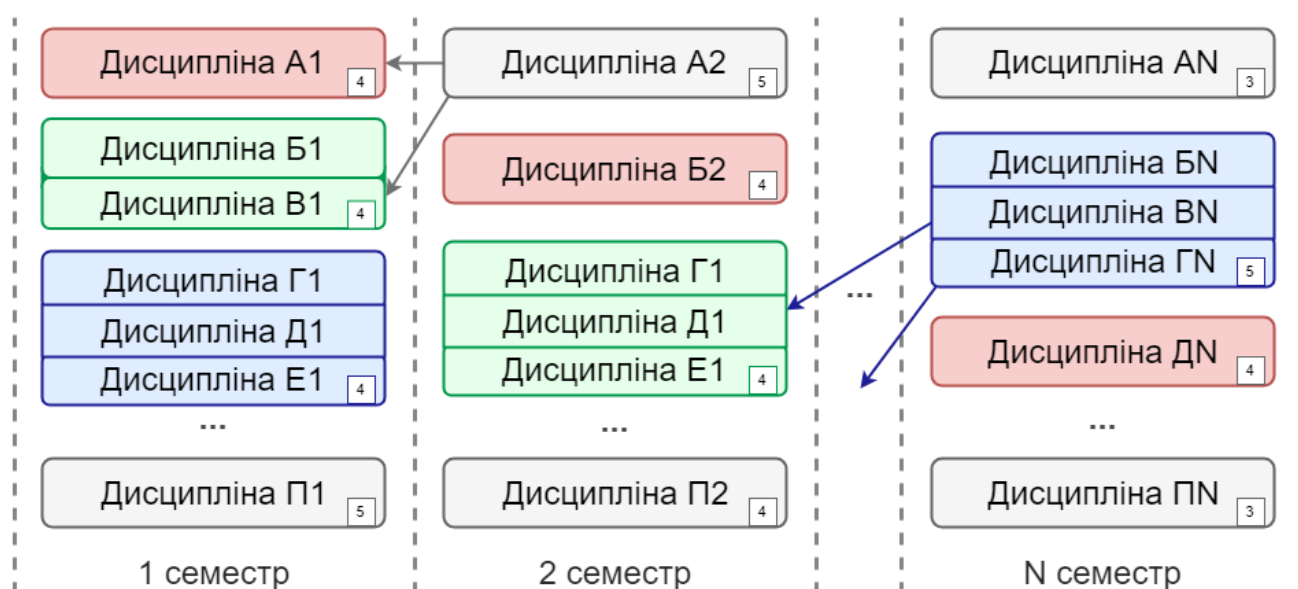 Дисципліна А1
4
Дисципліна Б1
Дисципліна В1
4
Дисципліна Г1
Дисципліна Д1
Дисципліна Е1
4
...
Дисципліна П1
5
1 семестр
Дисципліна А2
5
Дисципліна Б2
4
Дисципліна Г1
Дисципліна Д1
Дисципліна Е1
4
...
Дисципліна П2
4
2 семестр
...
Дисципліна АN
3
Дисципліна БN
Дисципліна ВN
Дисципліна ГN
5
Дисципліна ДN
4
...
Дисципліна ПN
3
N семестр